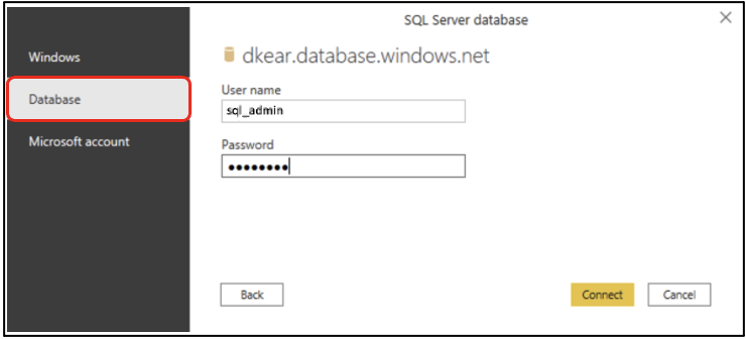 SQL Server database
Windows
Database
Microsoft account
dkear.database.windows.net
User name
sql_admin
Password
••••••••
Back
Connect
Cancel